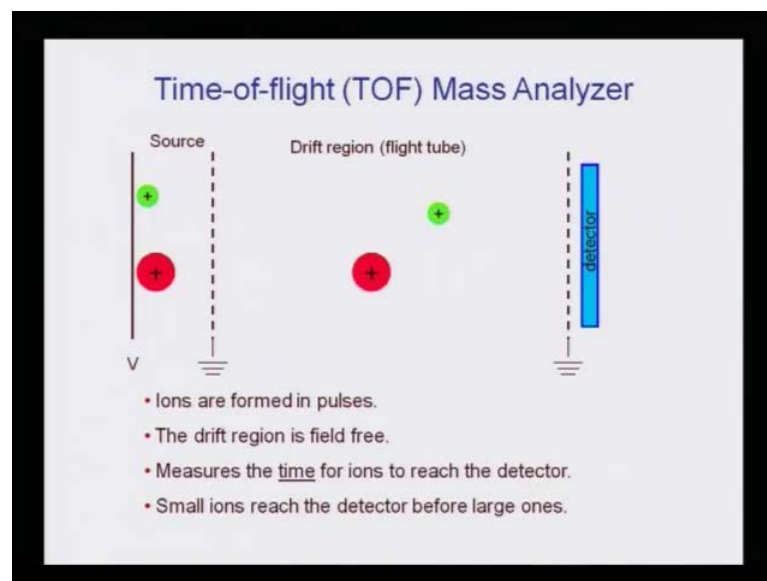 Time-of-flight (TOF) Mass Analyzer
Source
Drift region (flight tube)
+
+
+
+
detector
V
• Ions are formed in pulses.
• The drift region is field free.
• Measures the time for ions to reach the detector.
• Small ions reach the detector before large ones.